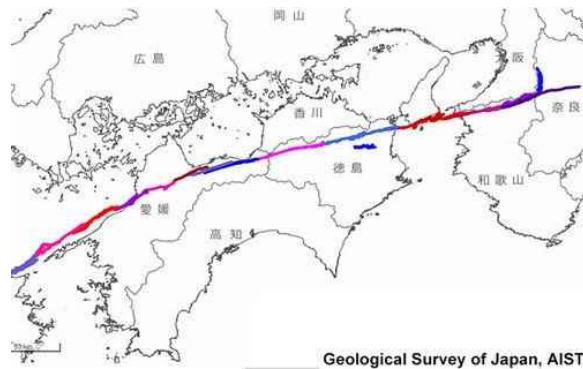 岡山
広島
大阪
香川
奈良
徳島
愛媛
和歌山
高知
Geological Survey of Japan, AIST